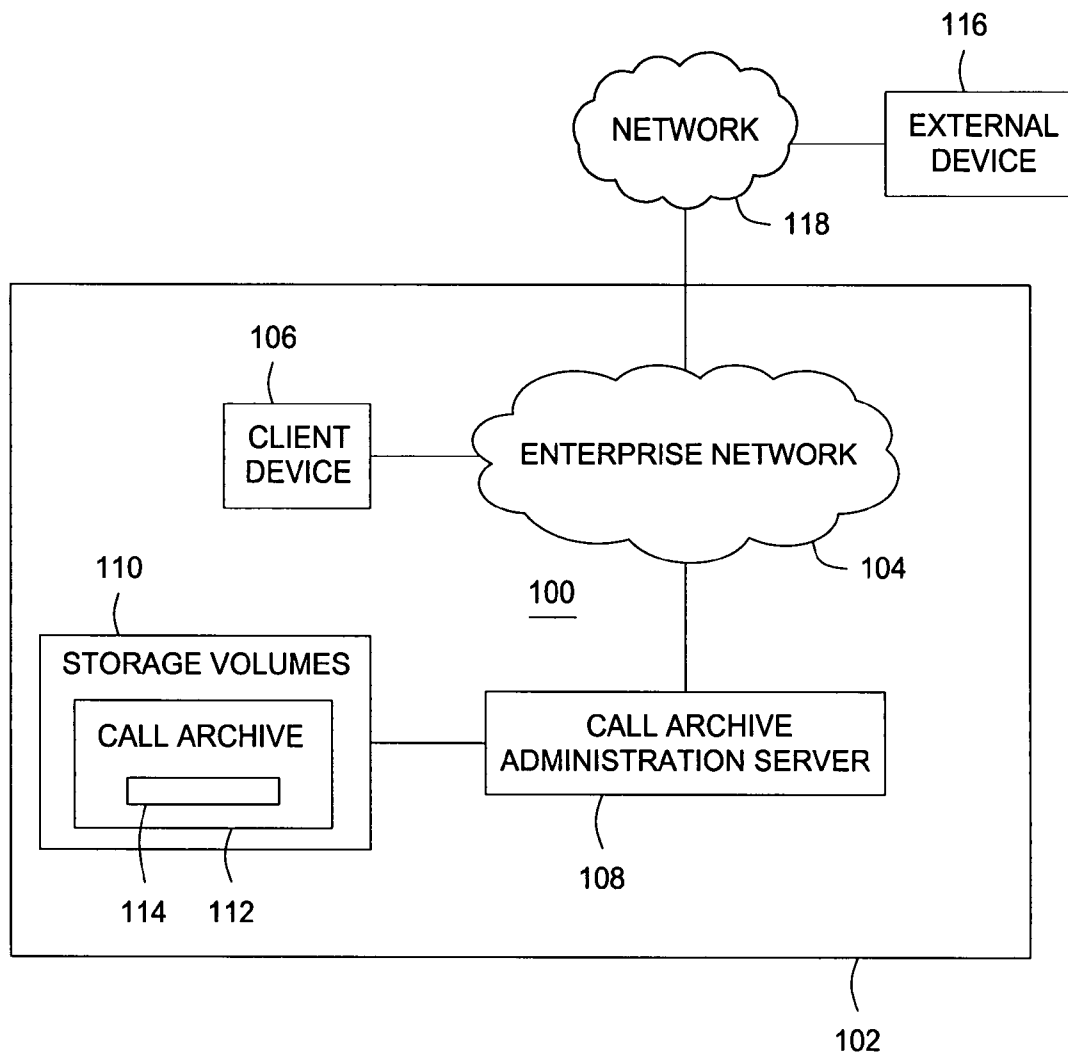 116
NETWORK
EXTERNAL
DEVICE
118
106
CLIENT
DEVICE
ENTERPRISE NETWORK
104
110
100
STORAGE VOLUMES
CALL ARCHIVE
CALL ARCHIVE
ADMINISTRATION SERVER
114
112
108
102